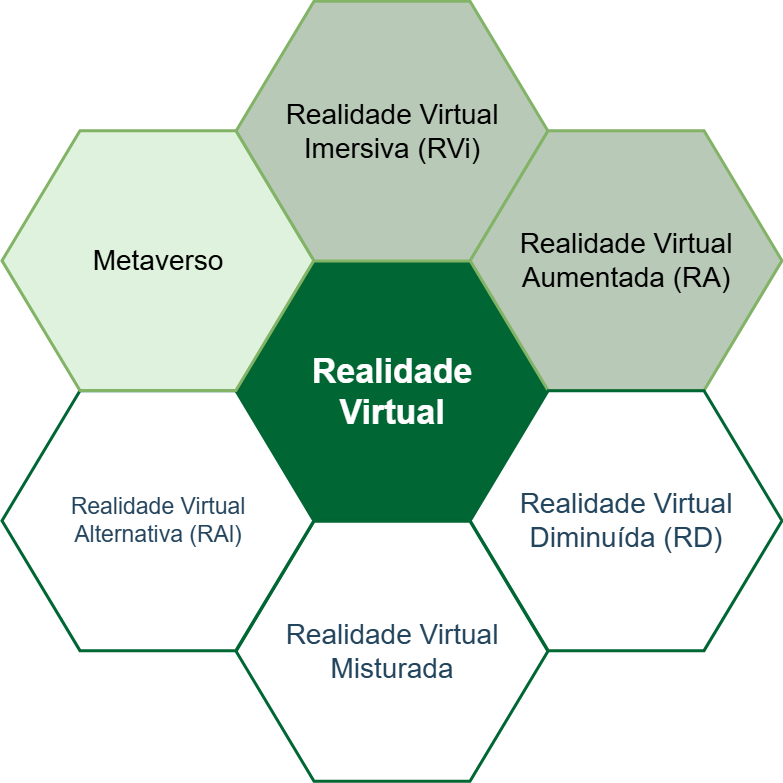 Realidade Virtual
Imersiva (RVi)
Metaverso
Realidade Virtual
Aumentada (RA)
Realidade
Virtual
Realidade Virtual
Alternativa (RAl)
Realidade Virtual
Diminuída (RD)
Realidade Virtual
Misturada